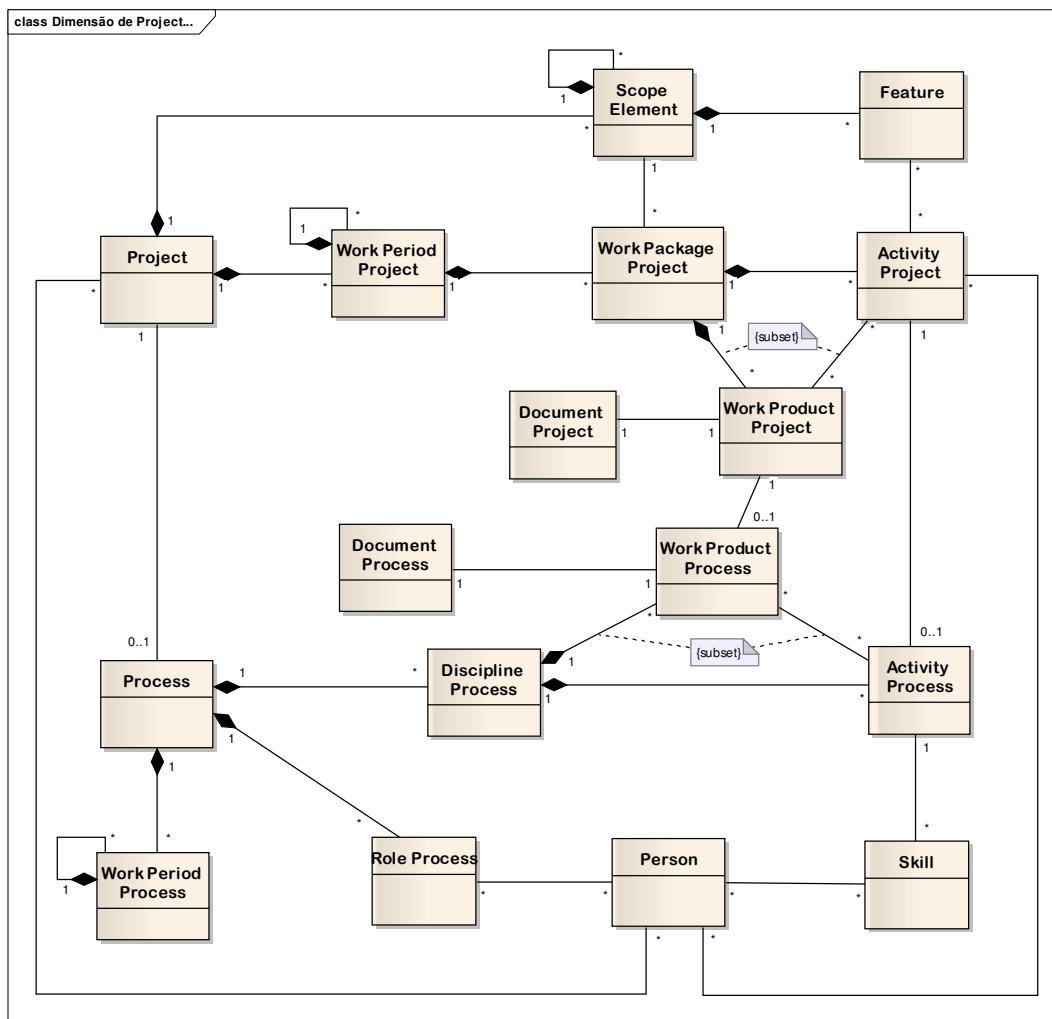 class Dimensão de Project...
*
1
Scope
Element
1
*
Feature
*
1
*
*
*
1
1
*
Work Period
Project
Work Package
Project
Activity
Project
Project
1
*
1
*
1
*
*
*
1
1
1
{subset}
*
*
*
Document
Project
1
1
Work Product
Project
1
0..1
Document
Process
1
1
Work Product
Process
*
*
{subset}
*
0..1
0..1
Process
1
*
Discipline
Process
1
1
*
Activity
Process
1
1
1
*
*
*
1
Work Period
Process
*
Role Process
*
*
Person
*
*
Skill
*
*